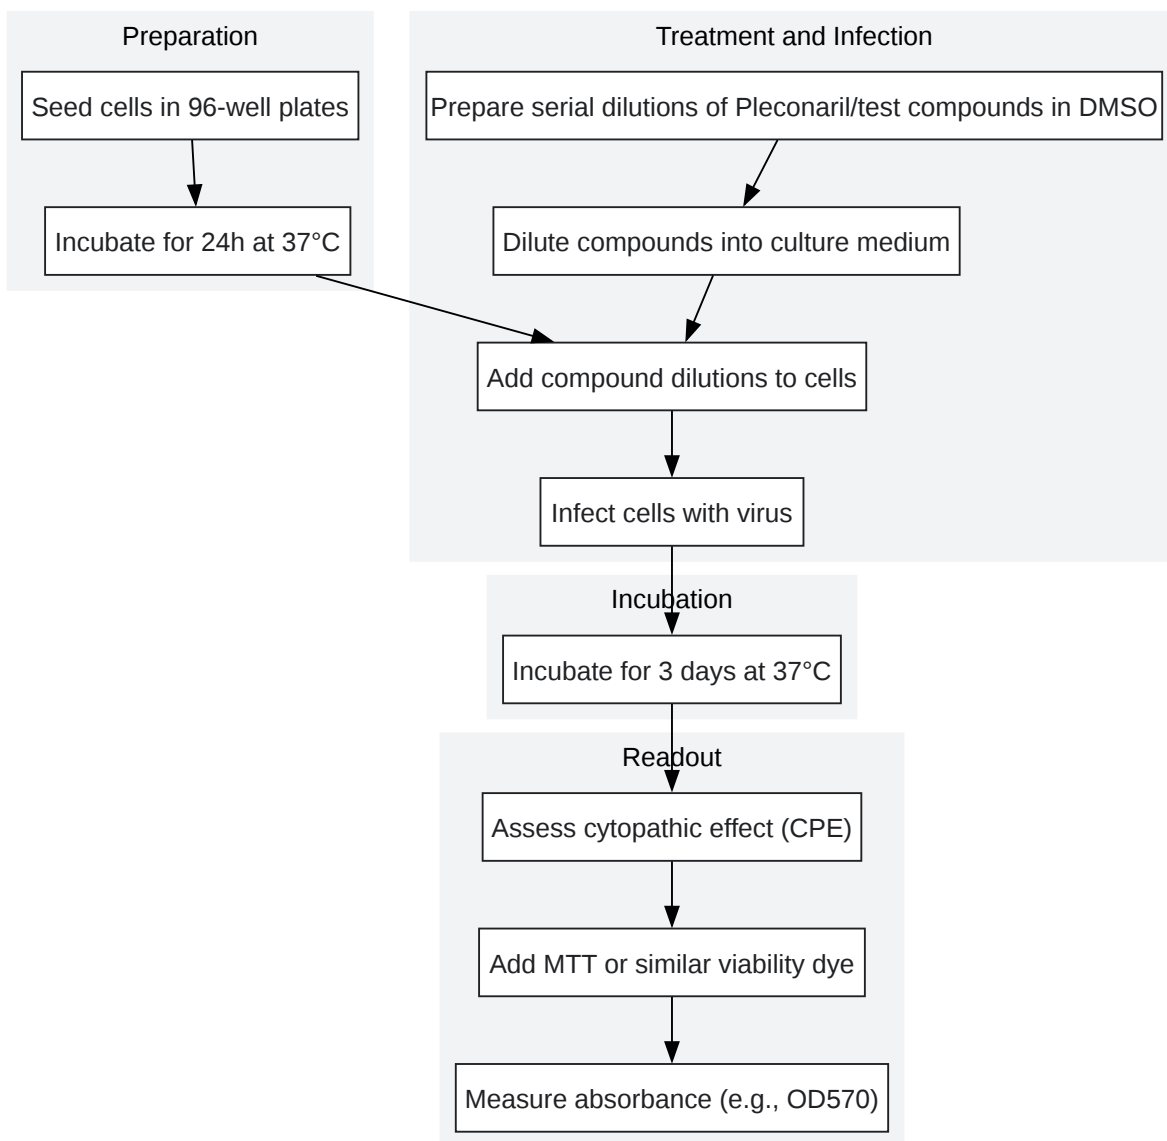 Preparation
Seed cells in 96-well plates
Incubate for 24h at 37°C
Treatment and Infection
Prepare serial dilutions of Pleconaril/test compounds in DMSO
Dilute compounds into culture medium
Add compound dilutions to cells
Infect cells with virus
Incubation
Incubate for 3 days at 37°C
Readout
Assess cytopathic effect (CPE)
Add MTT or similar viability dye
Measure absorbance (e.g., OD570)